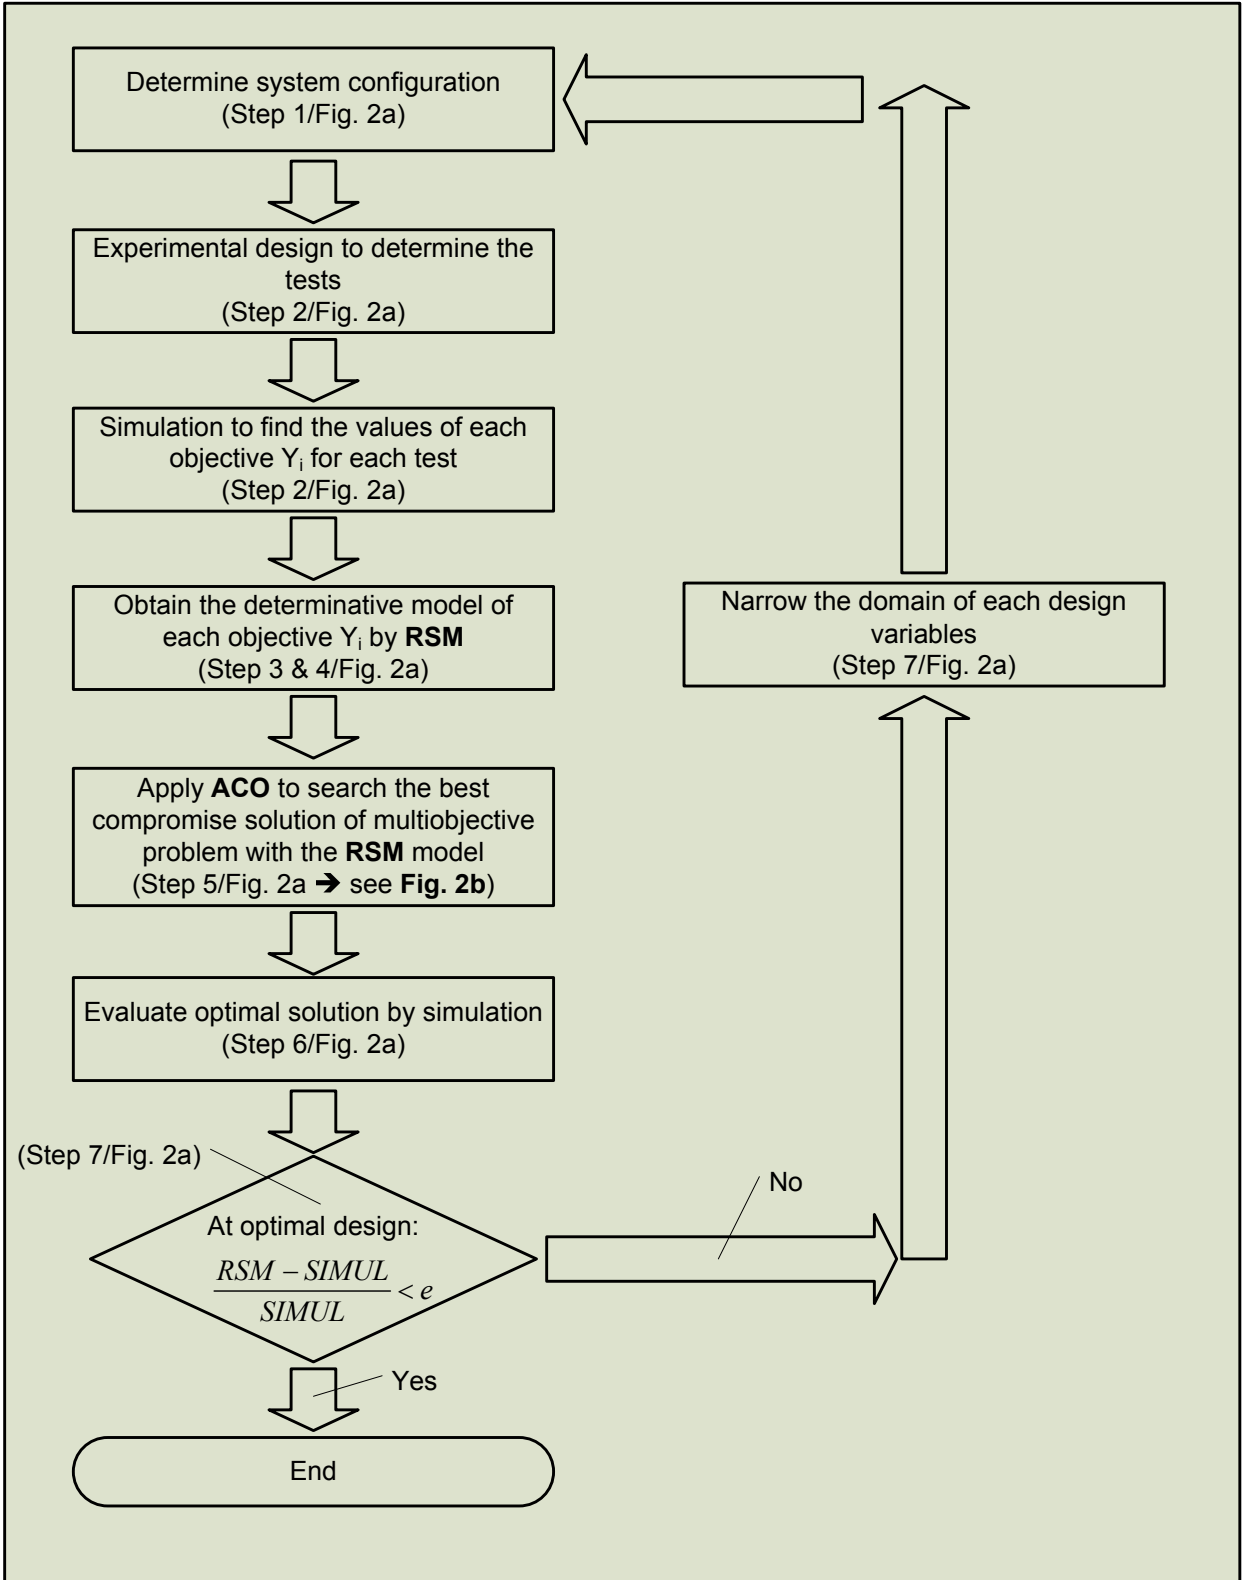 Determine system configuration
(Step 1/Fig. 2a)
Experimental design to determine the
tests
(Step 2/Fig. 2a)
Simulation to find the values of each
objective Yi for each test
(Step 2/Fig. 2a)
Obtain the determinative model of
each objective Yi by RSM
(Step 3 & 4/Fig. 2a)
Narrow the domain of each design
variables
(Step 7/Fig. 2a)
Apply ACO to search the best
compromise solution of multiobjective
problem with the RSM model
(Step 5/Fig. 2a ➔ see Fig. 2b)
Evaluate optimal solution by simulation
(Step 6/Fig. 2a)
(Step 7/Fig. 2a)
No
At optimal design:
RSM – SIMUL
SIMUL
< e
Yes
End